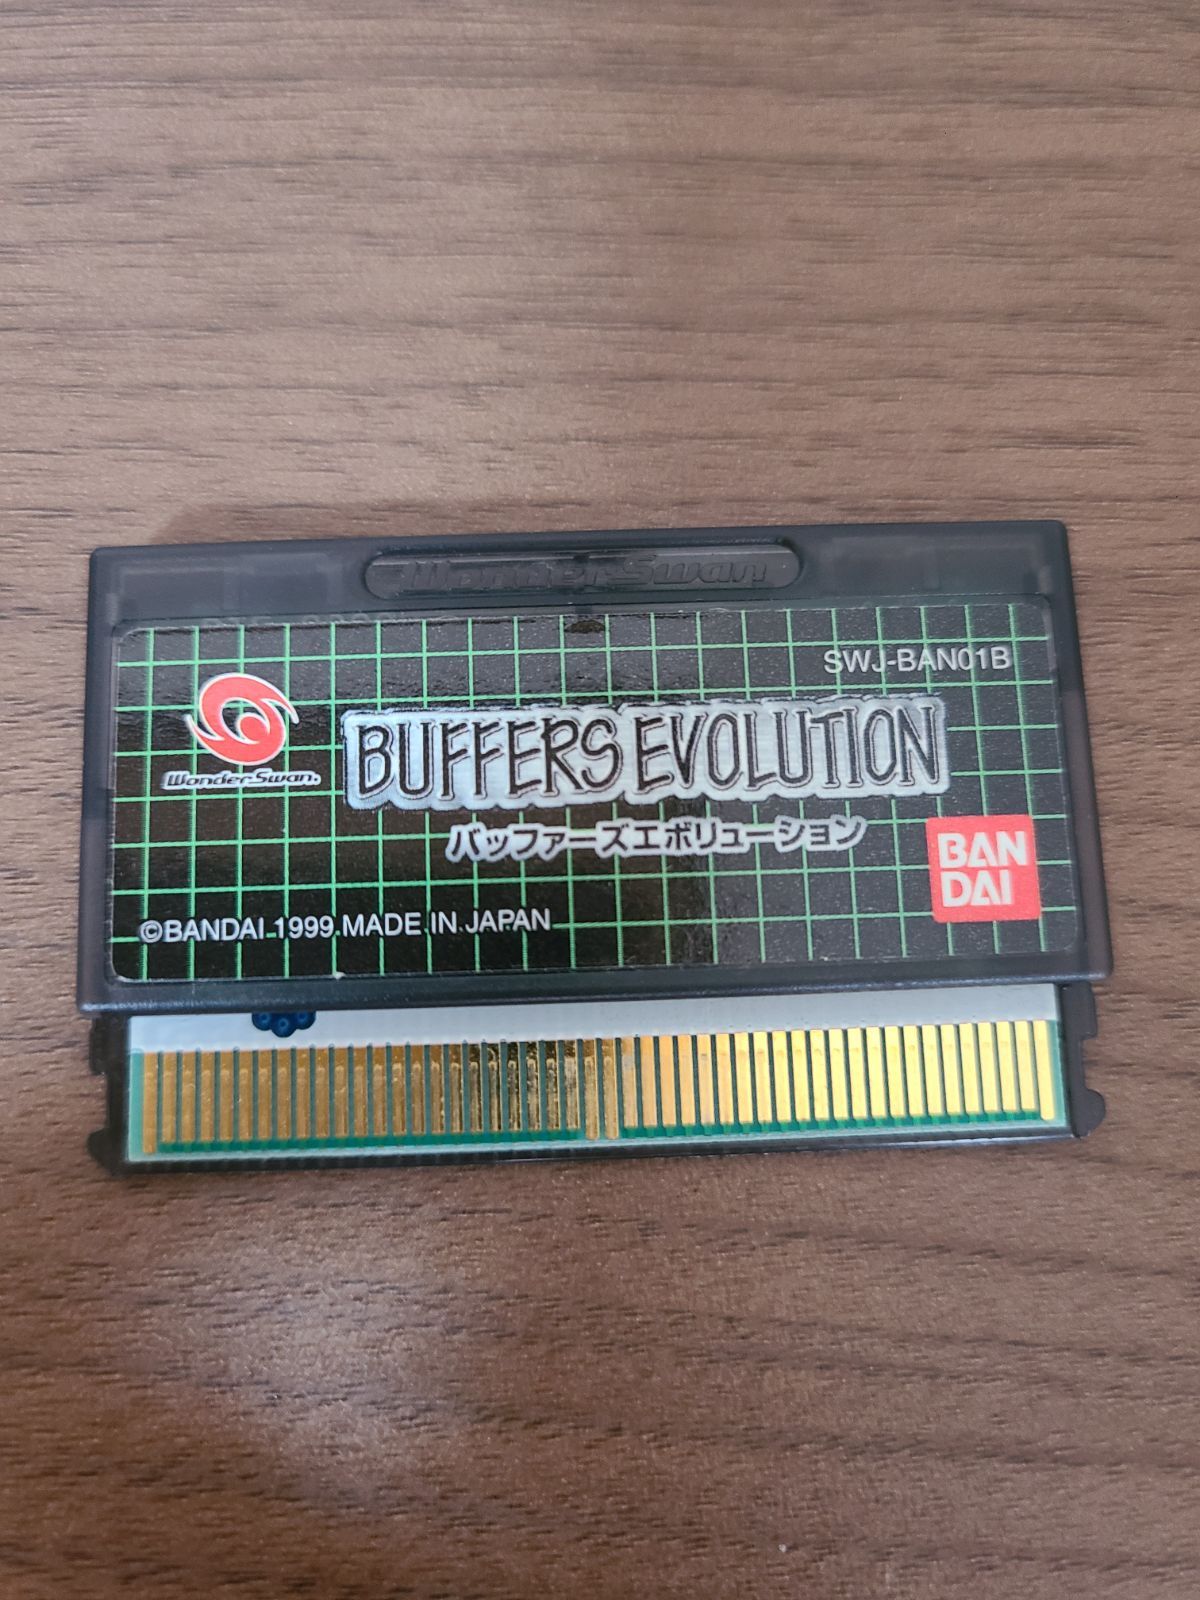 WonderSwan
SWJ-BAN01B
WonderSwan.
BUFFERS EVOLUTION
バッファーズエボリューション
BAN
DAI
©BANDAI 1999 MADE IN JAPAN